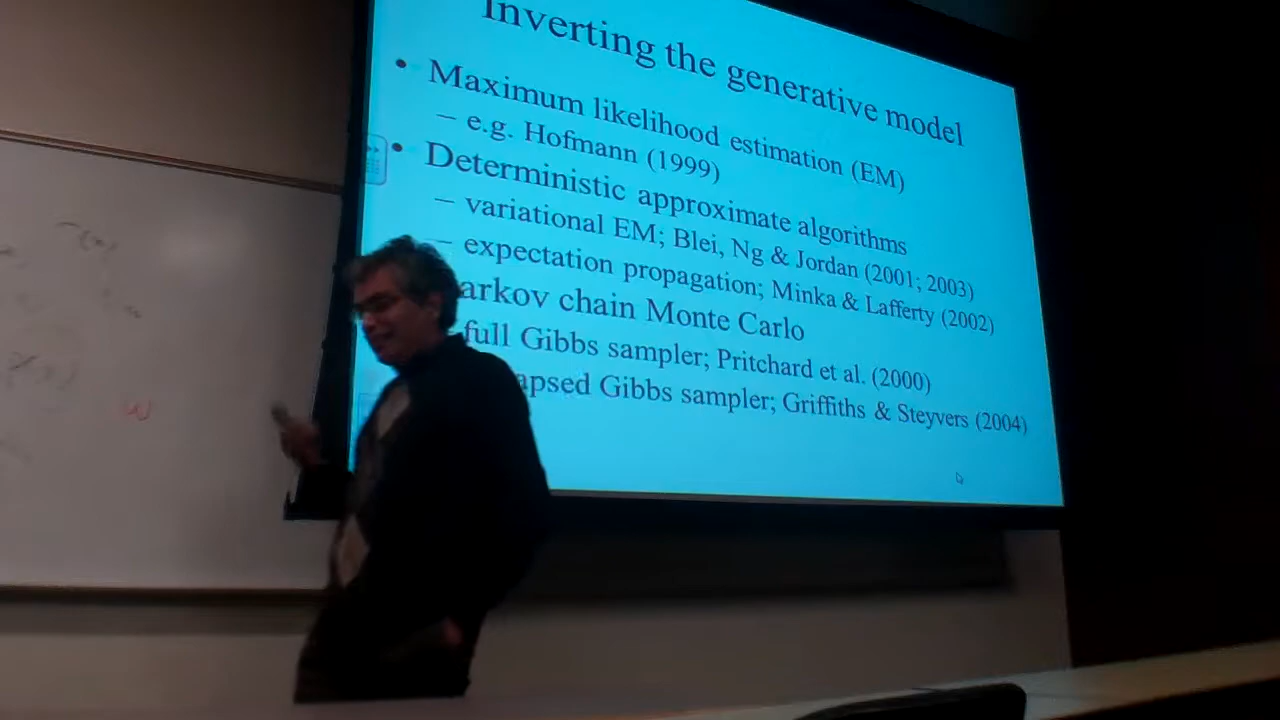 Inverting the generative model
• Maximum likelihood estimation (EM)
– e.g. Hofmann (1999)
• Deterministic approximate algorithms
– variational EM; Blei, Ng & Jordan (2001; 2003)
– expectation propagation; Minka & Lafferty (2002)
arkov chain Monte Carlo
full Gibbs sampler; Pritchard et al. (2000)
apsed Gibbs sampler; Griffiths & Steyvers (2004)
w